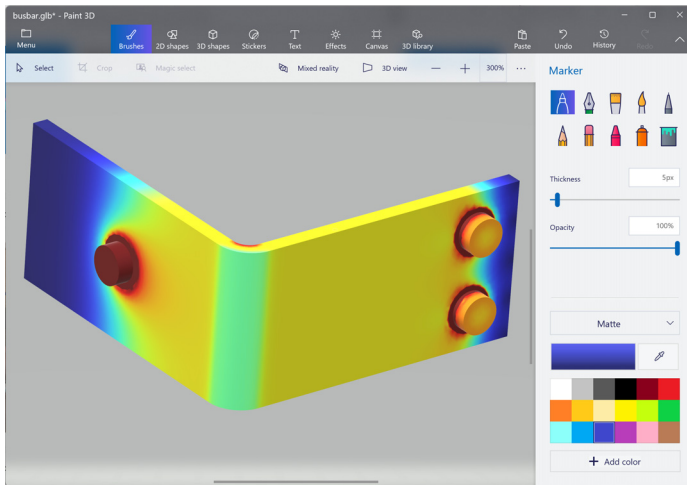 busbar.glb* - Paint 3D
Menu
Brushes
2D shapes
3D shapes
Stickers
Text
Effects
Canvas
3D library
Paste
Undo
History
Select
Crop
Magic select
Mixed reality
3D view
300%
Marker
Thickness
5px
Opacity
100%
Matte
Add color